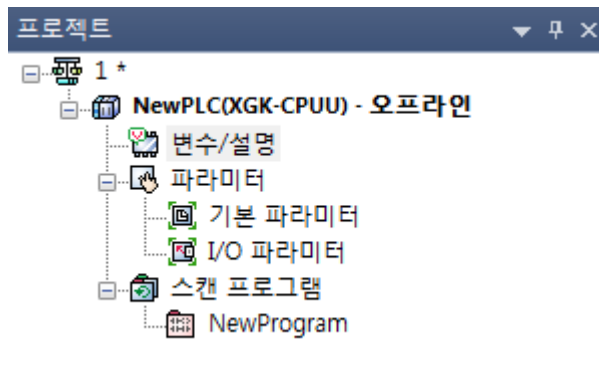 프로젝트
1 *
NewPLC(XGK-CPUU) - 오프라인
변수/설명
파라미터
기본 파라미터
I/O 파라미터
스캔 프로그램
NewProgram